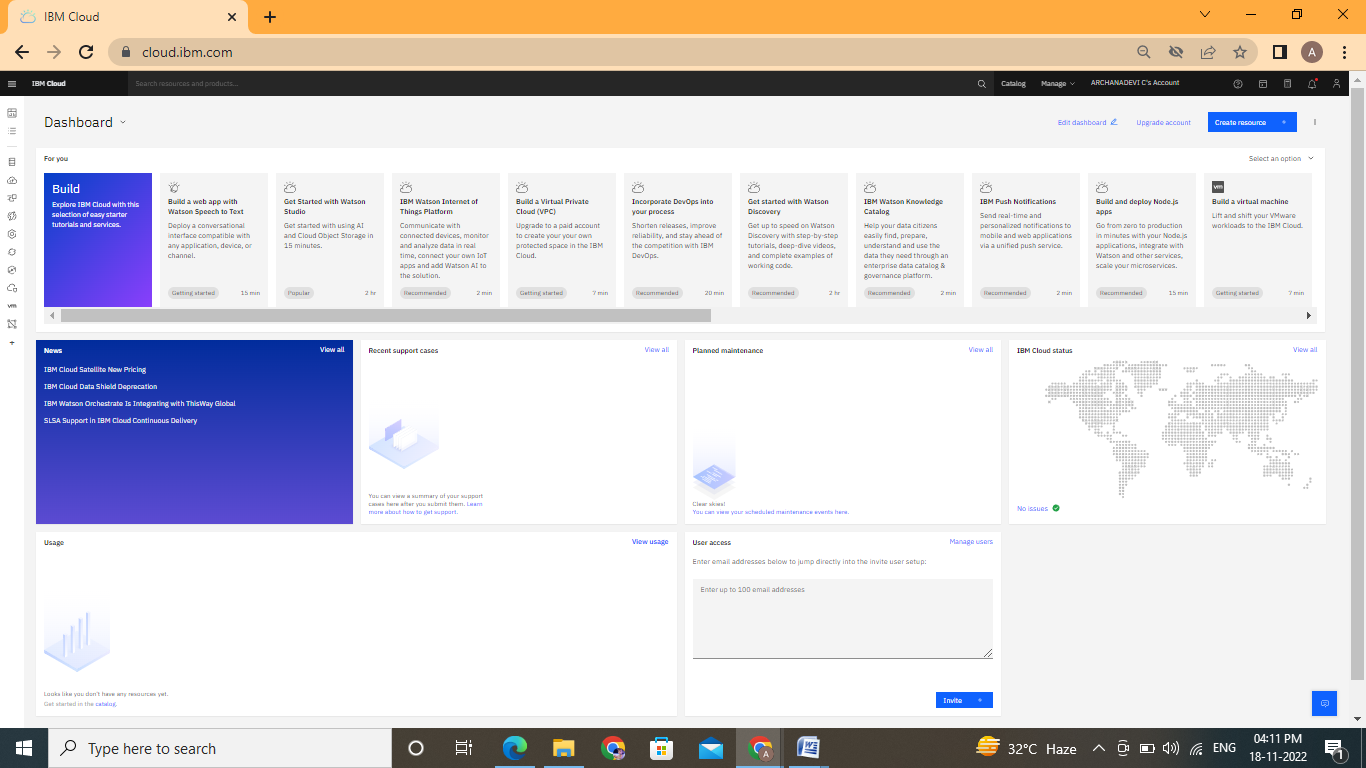 IBM Cloud
cloud.ibm.com
A
IBM Cloud
Search resources and products...
Catalog
Manage
ARCHANADEVI C's Account
Dashboard
Edit dashboard
Upgrade account
Create resource +
For you
Select an option
Build
Explore IBM Cloud with this
selection of easy starter
tutorials and services.
Build a web app with
Watson Speech to Text
Deploy a conversational
interface compatible with
any application, device, or
channel.
Getting started 15 min
Get Started with Watson
Studio
Get started with using AI
and Cloud Object Storage in
15 minutes.
Popular 2 hr
IBM Watson Internet of
Things Platform
Communicate with
connected devices, monitor
and analyze data in real
time, connect your own IoT
apps and add Watson AI to
the solution.
Recommended 2 min
Build a Virtual Private
Cloud (VPC)
Upgrade to a paid account
to create your your own
protected space in the IBM
Cloud.
Getting started 7 min
Incorporate DevOps into
your process
Shorten releases, improve
reliability, and stay ahead of
the competition with IBM
DevOps.
Recommended 20 min
Get started with Watson
Discovery
Get up to speed on Watson
Discovery with step-by-step
tutorials, deep-dive videos,
and complete examples of
working code.
Recommended 2 hr
IBM Watson Knowledge
Catalog
Help your data citizens
easily find, prepare,
understand and use the
data they need through an
enterprise data catalog &
governance platform.
Recommended 2 min
IBM Push Notifications
Send real-time and
personalized notifications to
mobile and web applications
via a unified push service.
Recommended 2 min
Build and deploy Node.js
apps
Go from zero to production
in minutes with your Node.js
applications, integrate with
Watson and other services,
scale your microservices.
Recommended 15 min
vm
Build a virtual machine
Lift and shift your VMware
workloads to the IBM Cloud.
Getting started 7 min
vm
News View all
IBM Cloud Satellite New Pricing
IBM Cloud Data Shield Deprecation
IBM Watson Orchestrate Is Integrating with ThisWay Global
SLSA Support in IBM Cloud Continuous Delivery
Recent support cases View all
You can view a summary of your support
cases here after you submit them. Learn
more about how to get support.
Planned maintenance View all
Clear skies!
You can view your scheduled maintenance events here.
IBM Cloud status View all
No issues
Usage View usage
Looks like you don't have any resources yet.
Get started in the catalog.
User access Manage users
Enter email addresses below to jump directly into the invite user setup:
Enter up to 100 email addresses
Invite +
Type here to search
A
W
32°C Haze
ENG
04:11 PM
18-11-2022
1